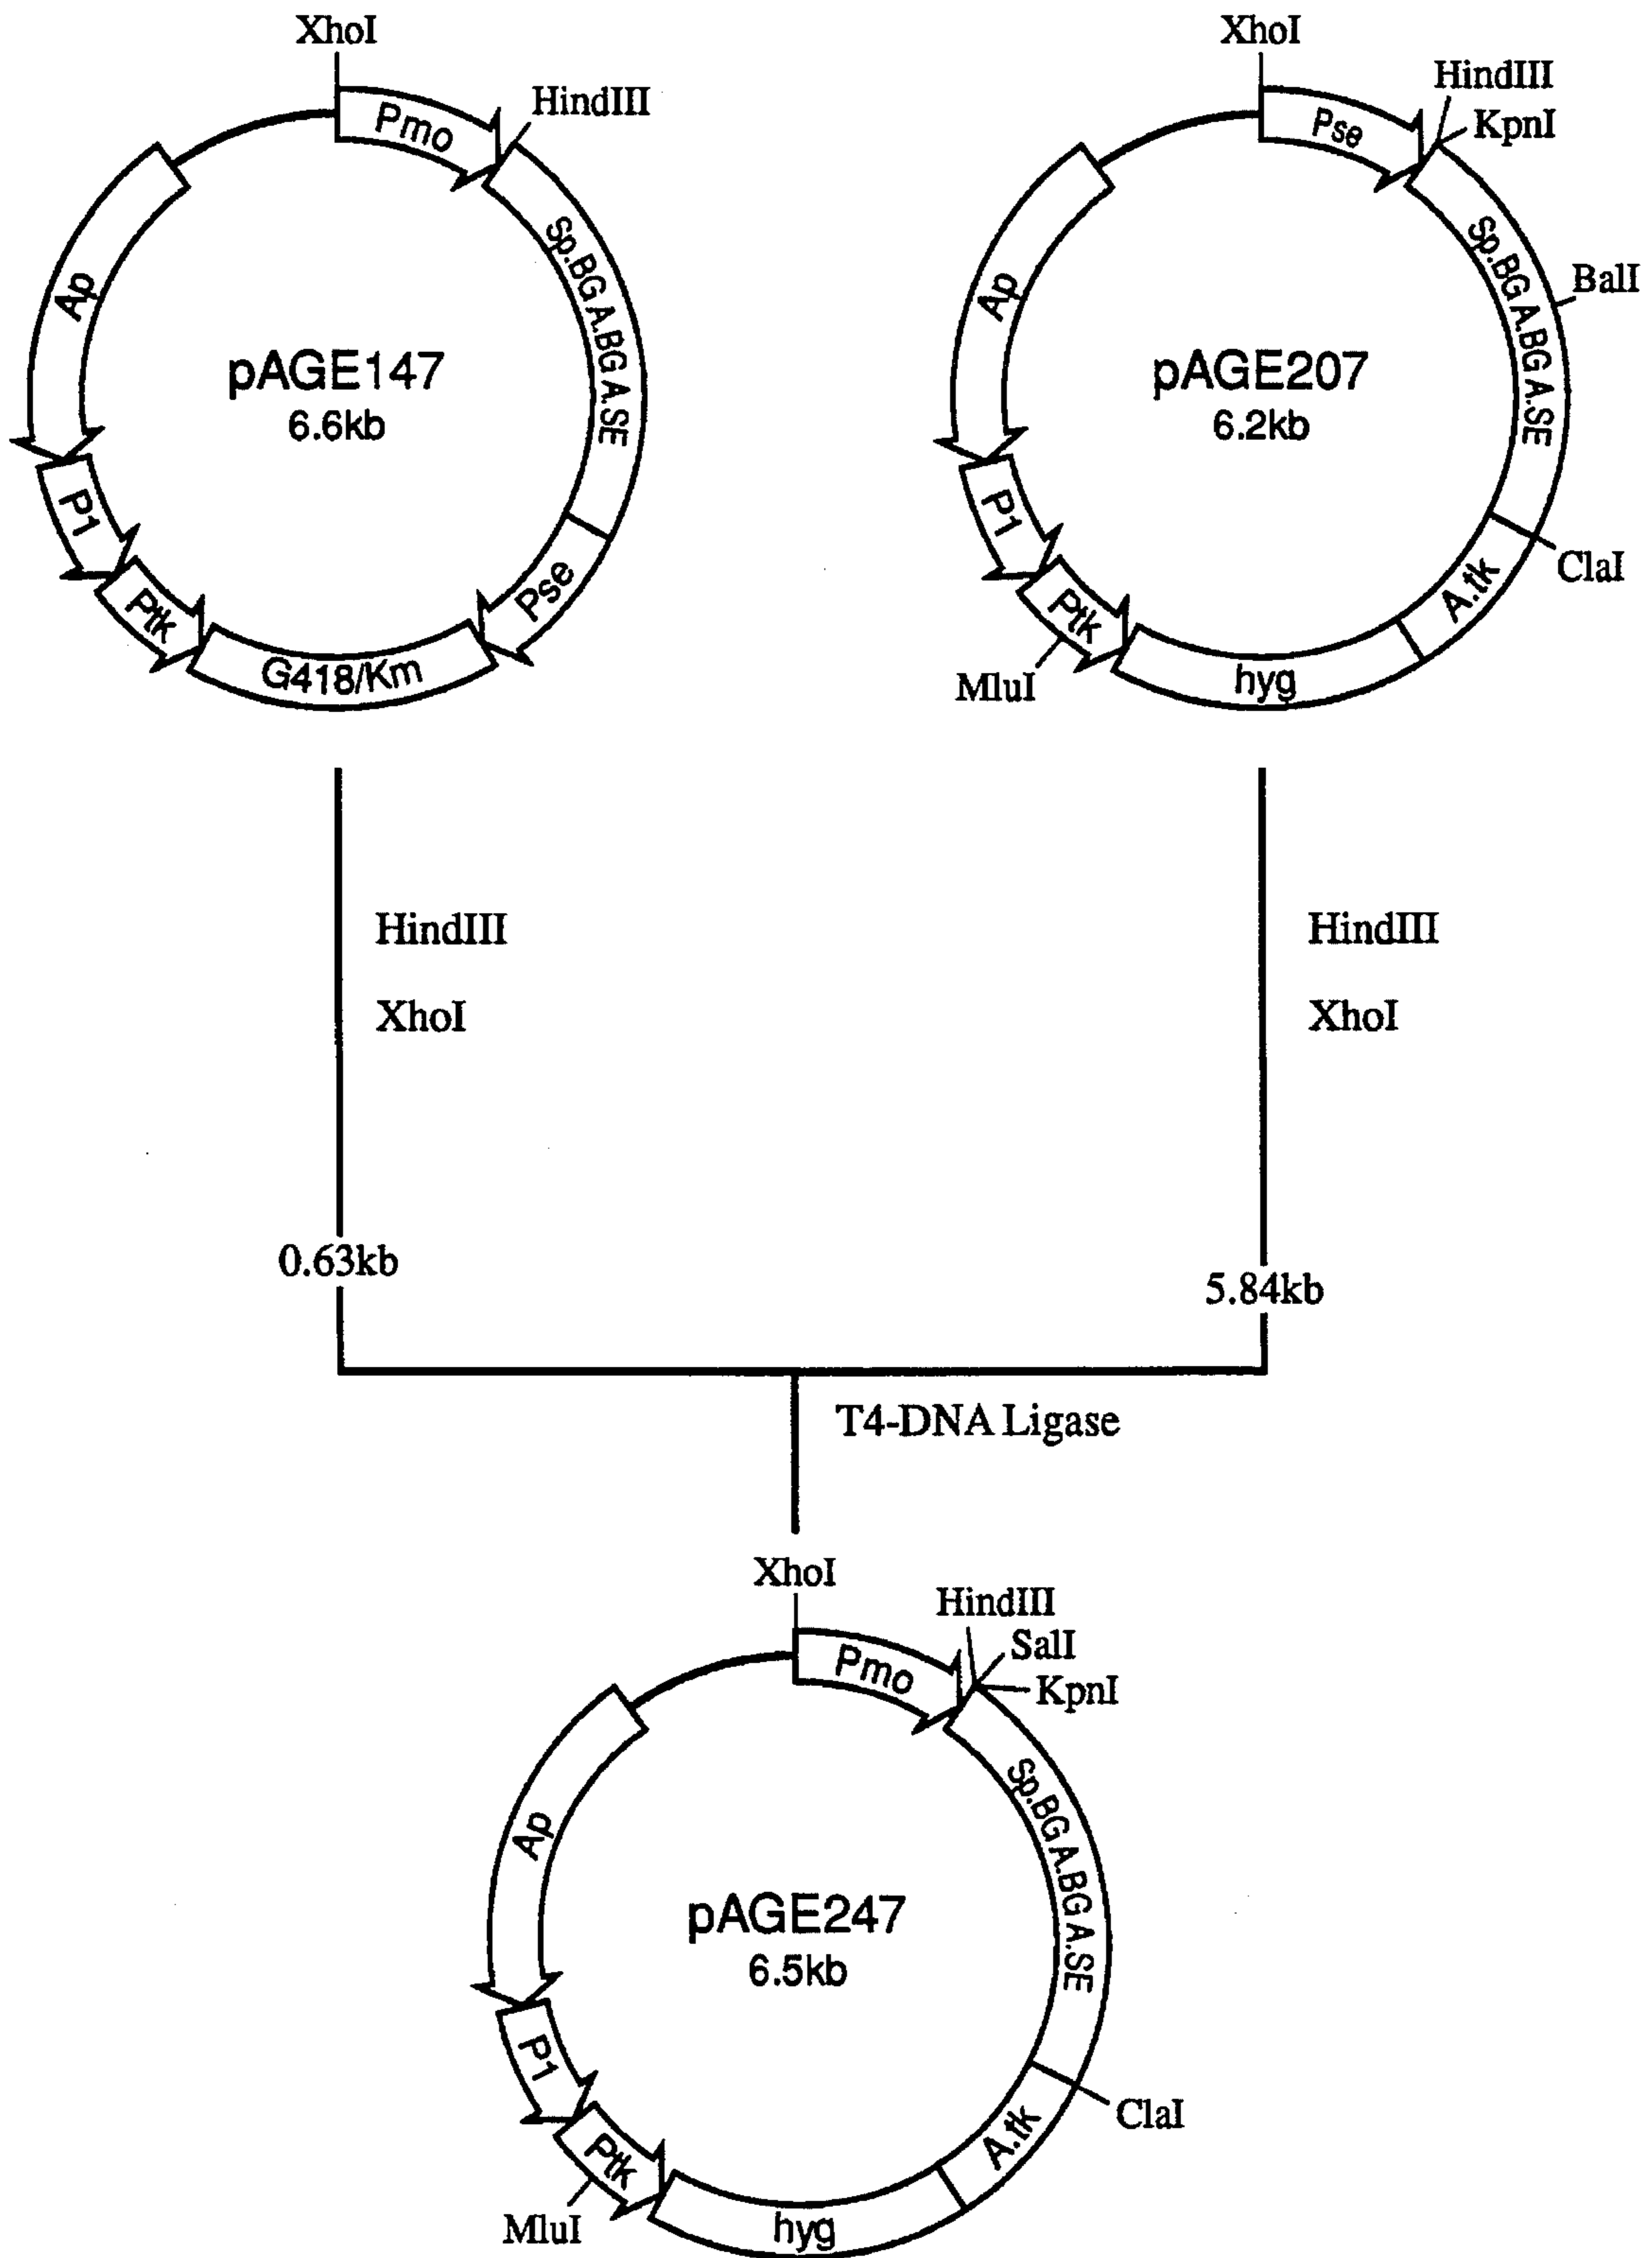 XhoI
HindIII
Pmo
Sp.BG A.BG A.SE
Ap
pAGE147
6.6kb
P1
Ptk
G418/Km
Pse
XhoI
HindIII
KpnI
Pse
Sp.BG A.BG A.SE
BalI
Ap
pAGE207
6.2kb
ClaI
P1
A.tk
Ptk
MluI
hyg
HindIII
XhoI
HindIII
XhoI
0.63kb
5.84kb
T4-DNA Ligase
XhoI
HindIII
SalI
KpnI
Pmo
Sp.BG A.BG A.SE
Ap
pAGE247
6.5kb
P1
ClaI
A.tk
Ptk
MluI
hyg